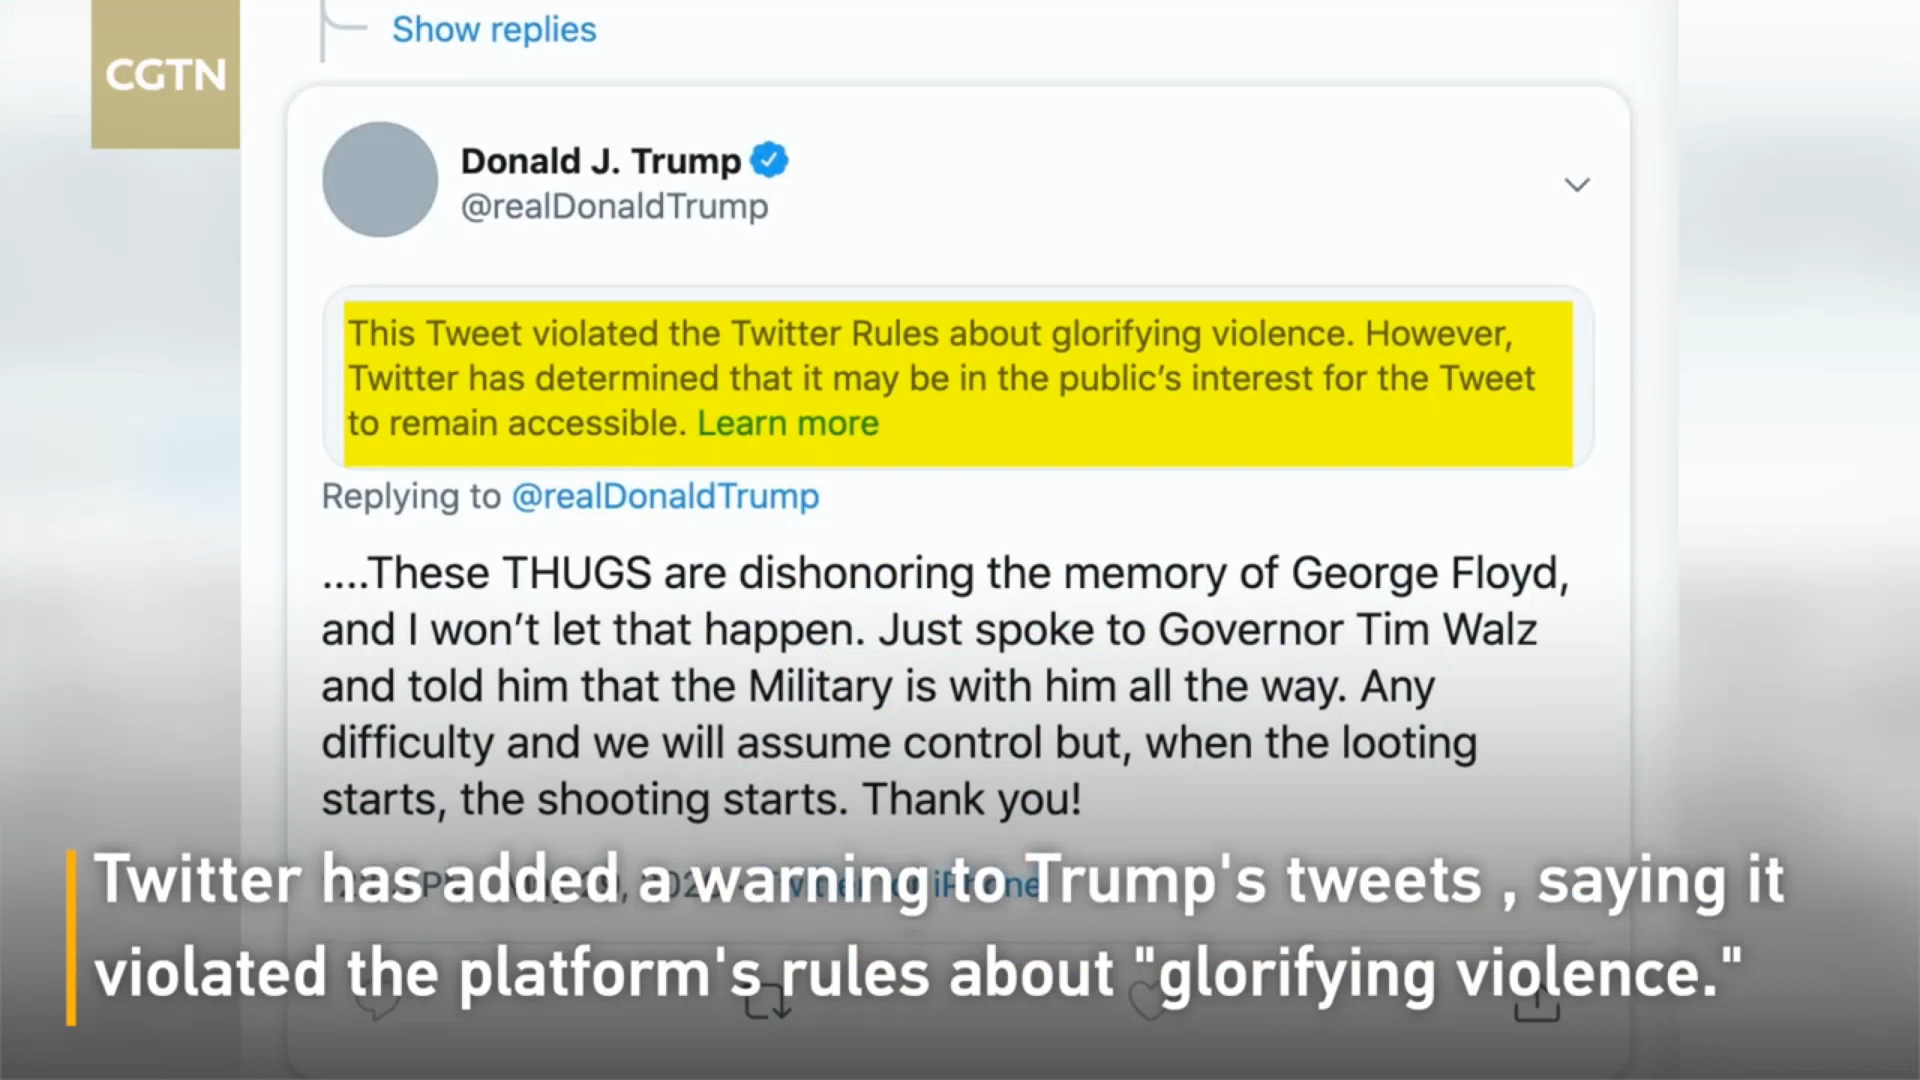 Show replies
CGTN
Donald J. Trump
@realDonaldTrump
This Tweet violated the Twitter Rules about glorifying violence. However,
Twitter has determined that it may be in the public's interest for the Tweet
to remain accessible. Learn more
Replying to @realDonaldTrump
....These THUGS are dishonoring the memory of George Floyd,
and I won't let that happen. Just spoke to Governor Tim Walz
and told him that the Military is with him all the way. Any
difficulty and we will assume control but, when the looting
starts, the shooting starts. Thank you!
Twitter has added a warning to Trump's tweets , saying it
violated the platform's rules about "glorifying violence."